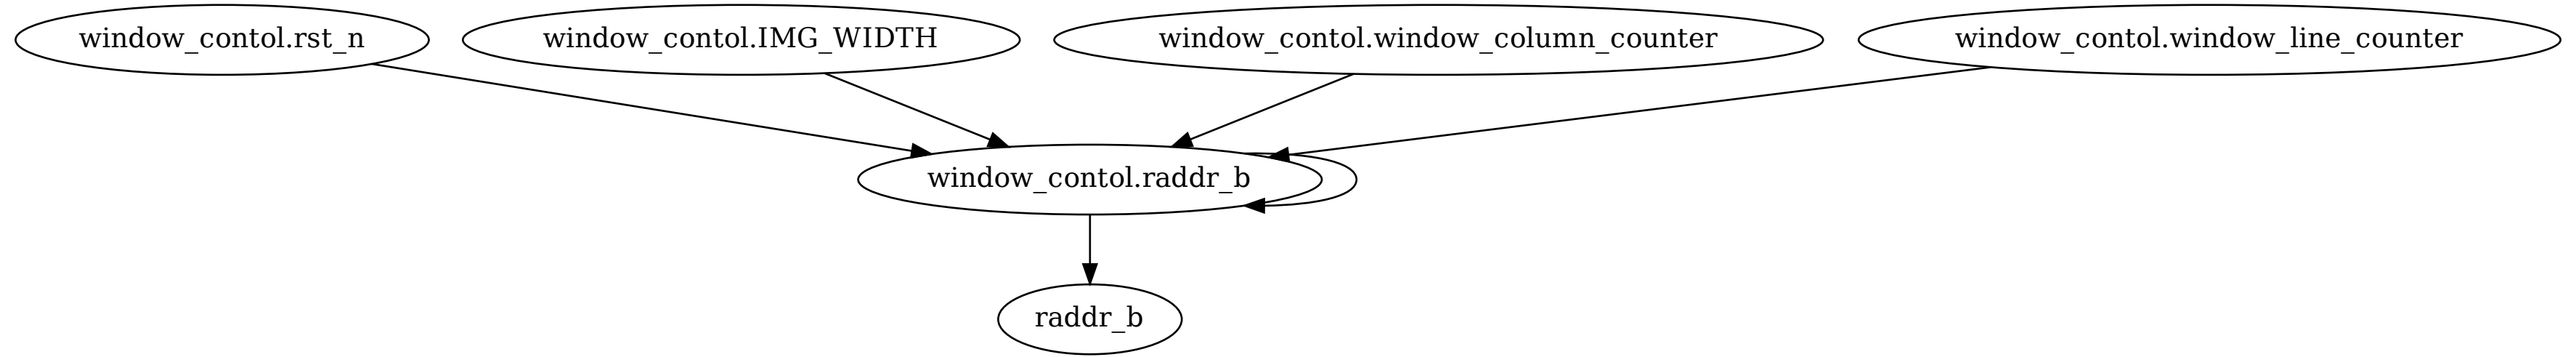 window_contol.rst_n
window_contol.IMG_WIDTH
window_contol.window_column_counter
window_contol.window_line_counter
window_contol.raddr_b
raddr_b